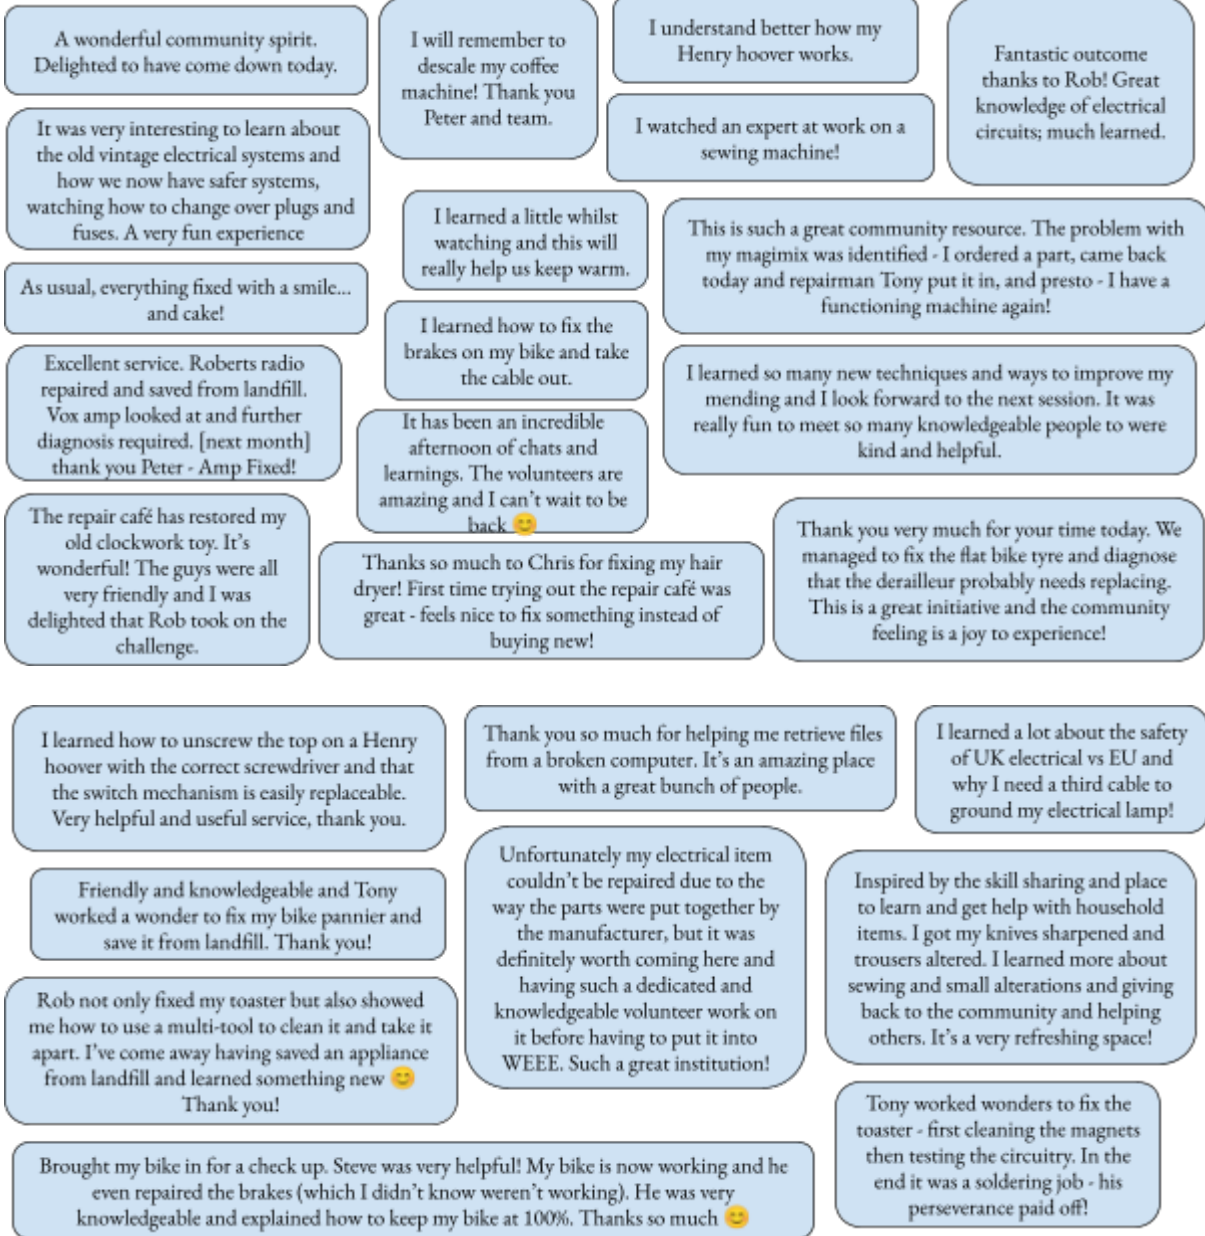 A wonderful community spirit.
Delighted to have come down today.
I will remember to
descale my coffee
machine! Thank you
Peter and team.
I understand better how my
Henry hoover works.
Fantastic outcome
thanks to Rob! Great
knowledge of electrical
circuits; much learned.
I watched an expert at work on a
sewing machine!
It was very interesting to learn about
the old vintage electrical systems and
how we now have safer systems,
watching how to change over plugs and
fuses. A very fun experience
I learned a little whilst
watching and this will
really help us keep warm.
This is such a great community resource. The problem with
my magimix was identified - I ordered a part, came back
today and repairman Tony put it in, and presto - I have a
functioning machine again!
As usual, everything fixed with a smile...
and cake!
I learned how to fix the
brakes on my bike and take
the cable out.
Excellent service. Roberts radio
repaired and saved from landfill.
Vox amp looked at and further
diagnosis required. [next month]
thank you Peter - Amp Fixed!
I learned so many new techniques and ways to improve my
mending and I look forward to the next session. It was
really fun to meet so many knowledgeable people to were
kind and helpful.
It has been an incredible
afternoon of chats and
learnings. The volunteers are
amazing and I can't wait to be
back 😊
The repair café has restored my
old clockwork toy. It's
wonderful! The guys were all
very friendly and I was
delighted that Rob took on the
challenge.
Thanks so much to Chris for fixing my hair
dryer! First time trying out the repair café was
great - feels nice to fix something instead of
buying new!
Thank you very much for your time today. We
managed to fix the flat bike tyre and diagnose
that the derailleur probably needs replacing.
This is a great initiative and the community
feeling is a joy to experience!
I learned how to unscrew the top on a Henry
hoover with the correct screwdriver and that
the switch mechanism is easily replaceable.
Very helpful and useful service, thank you.
Thank you so much for helping me retrieve files
from a broken computer. It's an amazing place
with a great bunch of people.
I learned a lot about the safety
of UK electrical vs EU and
why I need a third cable to
ground my electrical lamp!
Friendly and knowledgeable and Tony
worked a wonder to fix my bike pannier and
save it from landfill. Thank you!
Unfortunately my electrical item
couldn't be repaired due to the
way the parts were put together by
the manufacturer, but it was
definitely worth coming here and
having such a dedicated and
knowledgeable volunteer work on
it before having to put it into
WEEE. Such a great institution!
Inspired by the skill sharing and place
to learn and get help with household
items. I got my knives sharpened and
trousers altered. I learned more about
sewing and small alterations and giving
back to the community and helping
others. It's a very refreshing space!
Rob not only fixed my toaster but also showed
me how to use a multi-tool to clean it and take it
apart. I've come away having saved an appliance
from landfill and learned something new 😊
Thank you!
Tony worked wonders to fix the
toaster - first cleaning the magnets
then testing the circuitry. In the
end it was a soldering job - his
perseverance paid off!
Brought my bike in for a check up. Steve was very helpful! My bike is now working and he
even repaired the brakes (which I didn't know weren't working). He was very
knowledgeable and explained how to keep my bike at 100%. Thanks so much 😊